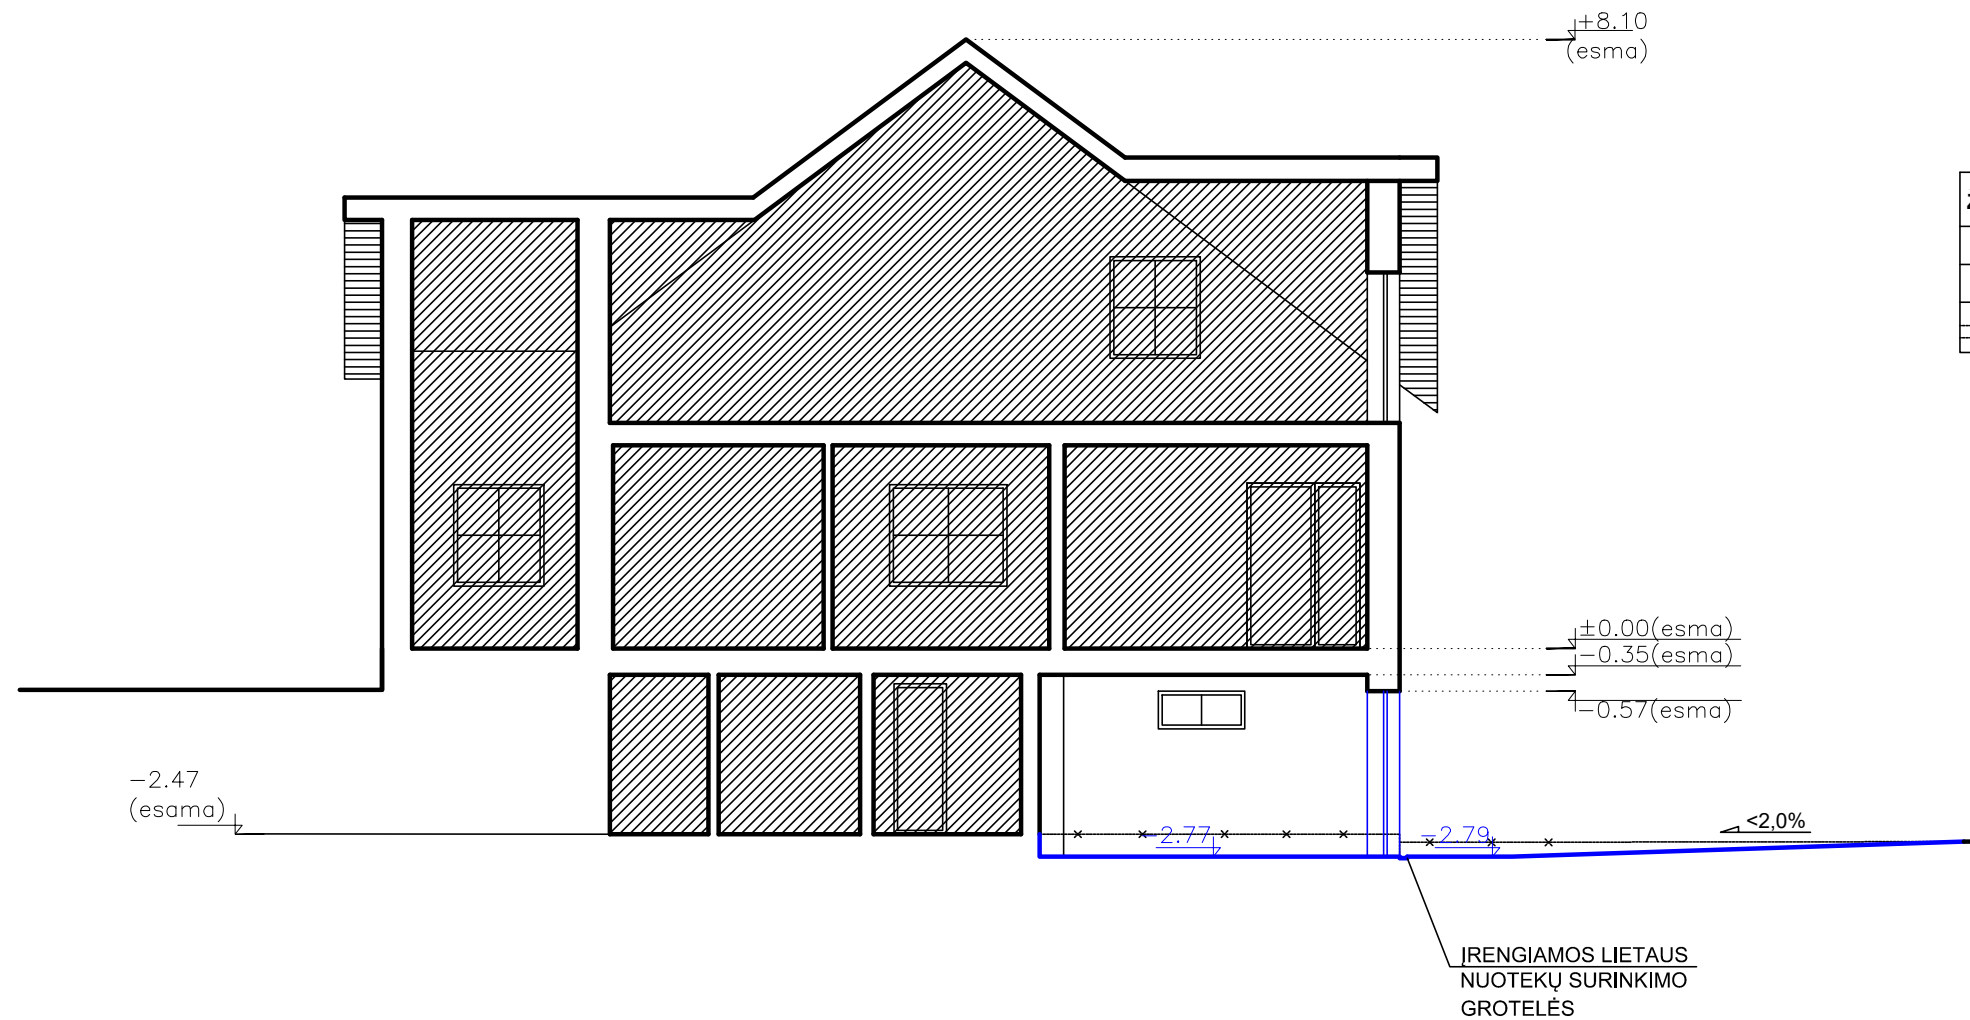 ±8.10
(esma)
±0.00(esma)
−0.35(esma)
−0.57(esma)
−2.47
(esama)
−2.77
−2.79
<2,0%
ĮRENGIAMOS LIETAUS
NUOTEKŲ SURINKIMO
GROTELĖS